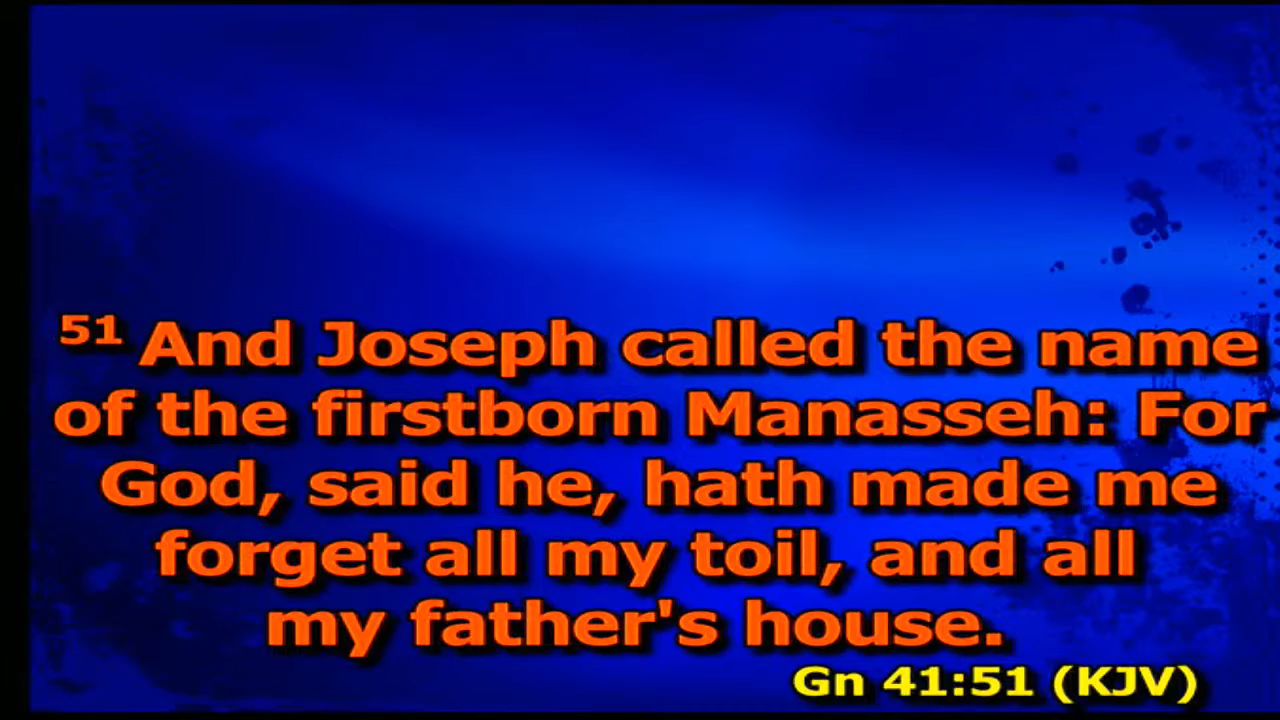 51 And Joseph called the name
of the firstborn Manasseh: For
God, said he, hath made me
forget all my toil, and all
my father's house.
Gn 41:51 (KJV)